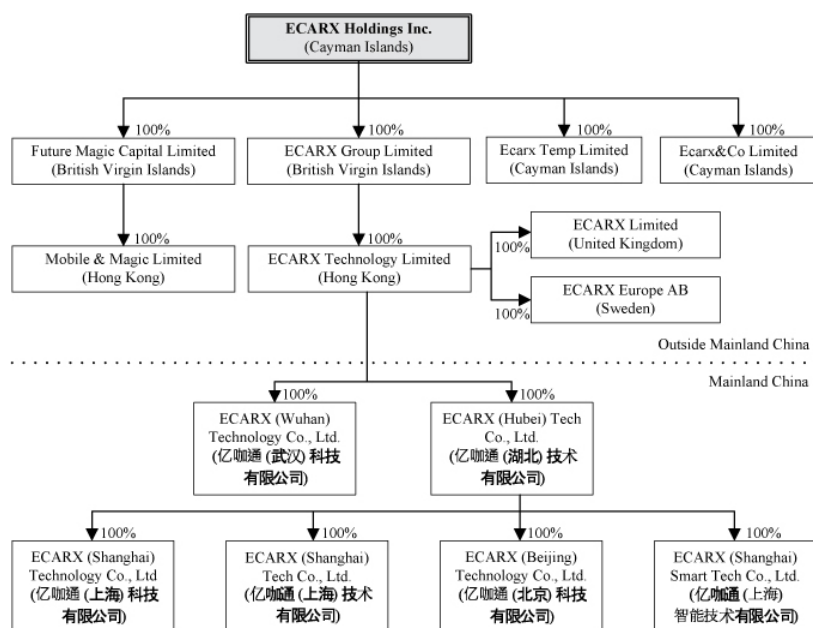 ECARX Holdings Inc.
(Cayman Islands)
100%
100%
100%
100%
Future Magic Capital Limited
(British Virgin Islands)
ECARX Group Limited
(British Virgin Islands)
Ecarx Temp Limited
(Cayman Islands)
Ecarx&Co Limited
(Cayman Islands)
100%
100%
Mobile & Magic Limited
(Hong Kong)
ECARX Technology Limited
(Hong Kong)
100%
ECARX Limited
(United Kingdom)
100%
ECARX Europe AB
(Sweden)
Outside Mainland China
Mainland China
100%
100%
ECARX (Wuhan)
Technology Co., Ltd.
(亿咖通 (武汉) 科技
有限公司)
ECARX (Hubei) Tech
Co., Ltd.
(亿咖通 (湖北) 技术
有限公司)
100%
100%
100%
100%
ECARX (Shanghai)
Technology Co., Ltd
(亿咖通 (上海) 科技
有限公司)
ECARX (Shanghai)
Tech Co., Ltd.
(亿咖通 (上海) 技术
有限公司)
ECARX (Beijing)
Technology Co., Ltd.
(亿咖通 (北京) 科技
有限公司)
ECARX (Shanghai)
Smart Tech Co., Ltd.
(亿咖通 (上海)
智能技术有限公司)